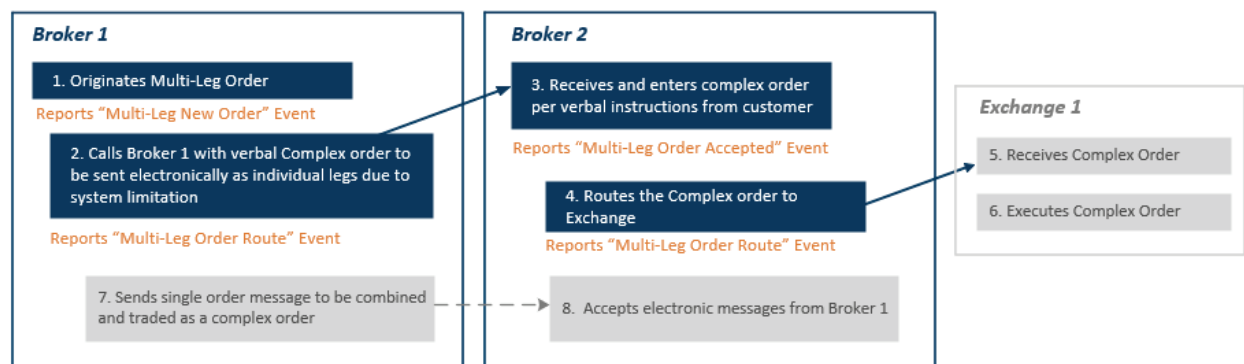 Broker 1
1. Originates Multi-Leg Order
Reports “Multi-Leg New Order” Event
2. Calls Broker 1 with verbal Complex order to
be sent electronically as individual legs due to
system limitation
Reports “Multi-Leg Order Route” Event
7. Sends single order message to be combined
and traded as a complex order
Broker 2
3. Receives and enters complex order
per verbal instructions from customer
Reports “Multi-Leg Order Accepted” Event
4. Routes the Complex order to
Exchange
Reports “Multi-Leg Order Route” Event
8. Accepts electronic messages from Broker 1
Exchange 1
5. Receives Complex Order
6. Executes Complex Order